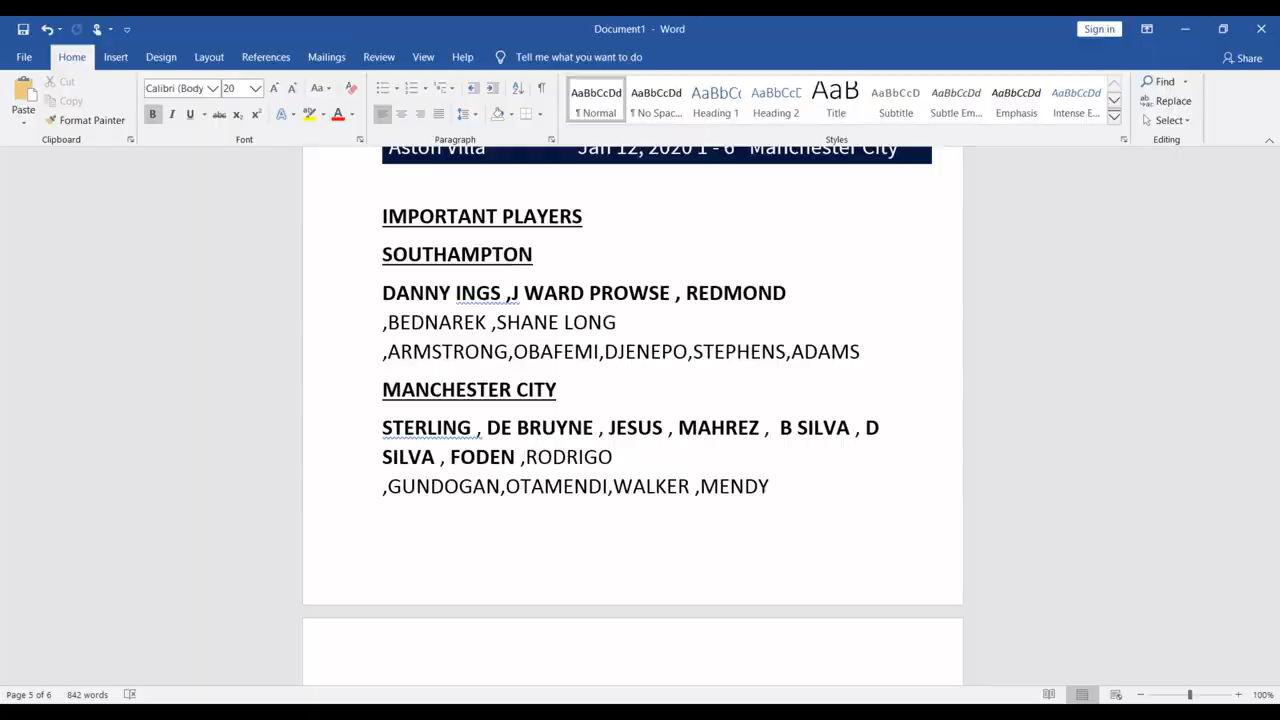 Document1 - Word
Sign in
File Home Insert Design Layout References Mailings Review View Help Tell me what you want to do Share
Paste Cut Copy Format Painter
Calibri (Body 20 Aa
B I U abc x₂ x² A A
AaBbCcDd AaBbCcDd AaBbCc AaBbCcC AaB AaBbCcD AaBbCcDd AaBbCcDd AaBbCcDd
¶ Normal ¶ No Spac... Heading 1 Heading 2 Title Subtitle Subtle Em... Emphasis Intense E...
Find Replace Select
Clipboard Font Paragraph Styles Editing
Aston Villa Jan 12, 2020 1 - 6 Manchester City
IMPORTANT PLAYERS
SOUTHAMPTON
DANNY INGS ,J WARD PROWSE , REDMOND
,BEDNAREK ,SHANE LONG
,ARMSTRONG,OBAFEMI,DJENEPO,STEPHENS,ADAMS
MANCHESTER CITY
STERLING , DE BRUYNE , JESUS , MAHREZ , B SILVA , D
SILVA , FODEN ,RODRIGO
,GUNDOGAN,OTAMENDI,WALKER ,MENDY
Page 5 of 6 842 words 100%